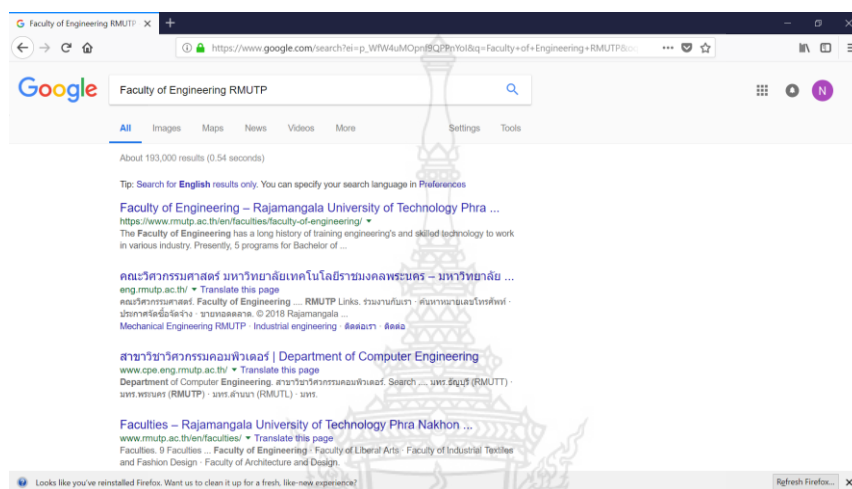 Faculty of Engineering RMUTP
https://www.google.com/search?ei=p_WfW4uMOpnf9QPPnYoI&q=Faculty+of+Engineering+RMUTP&
Google
Faculty of Engineering RMUTP
N
All Images Maps News Videos More Settings Tools
About 193,000 results (0.54 seconds)
Tip: Search for English results only. You can specify your search language in Preferences
Faculty of Engineering – Rajamangala University of Technology Phra ...
https://www.rmutp.ac.th/en/faculties/faculty-of-engineering/
The Faculty of Engineering has a long history of training engineering's and skilled technology to work
in various industry. Presently, 5 programs for Bachelor of ...
คณะวิศวกรรมศาสตร์ มหาวิทยาลัยเทคโนโลยีราชมงคลพระนคร – มหาวิทยาลัย ...
eng.rmutp.ac.th/ Translate this page
คณะวิศวกรรมศาสตร์. Faculty of Engineering .... RMUTP Links. ร่วมงานกับเรา · ค้นหาหมายเลขโทรศัพท์ ·
ประกาศจัดซื้อจัดจ้าง · ขายทอดตลาด. © 2018 Rajamangala ...
Mechanical Engineering RMUTP · Industrial engineering · ติดต่อเรา · ติดต่อ
สาขาวิชาวิศวกรรมคอมพิวเตอร์ | Department of Computer Engineering
www.cpe.eng.rmutp.ac.th/ Translate this page
Department of Computer Engineering. สาขาวิชาวิศวกรรมคอมพิวเตอร์. Search .... มทร.ธัญบุรี (RMUTT) ·
มทร.พระนคร (RMUTP) · มทร.ล้านนา (RMUTL) · มทร.
Faculties – Rajamangala University of Technology Phra Nakhon ...
www.rmutp.ac.th/en/faculties/ Translate this page
Faculties. 9 Faculties ... Faculty of Engineering · Faculty of Liberal Arts · Faculty of Industrial Textiles
and Fashion Design · Faculty of Architecture and Design.
Looks like you've reinstalled Firefox. Want us to clean it up for a fresh, like-new experience? Refresh Firefox...